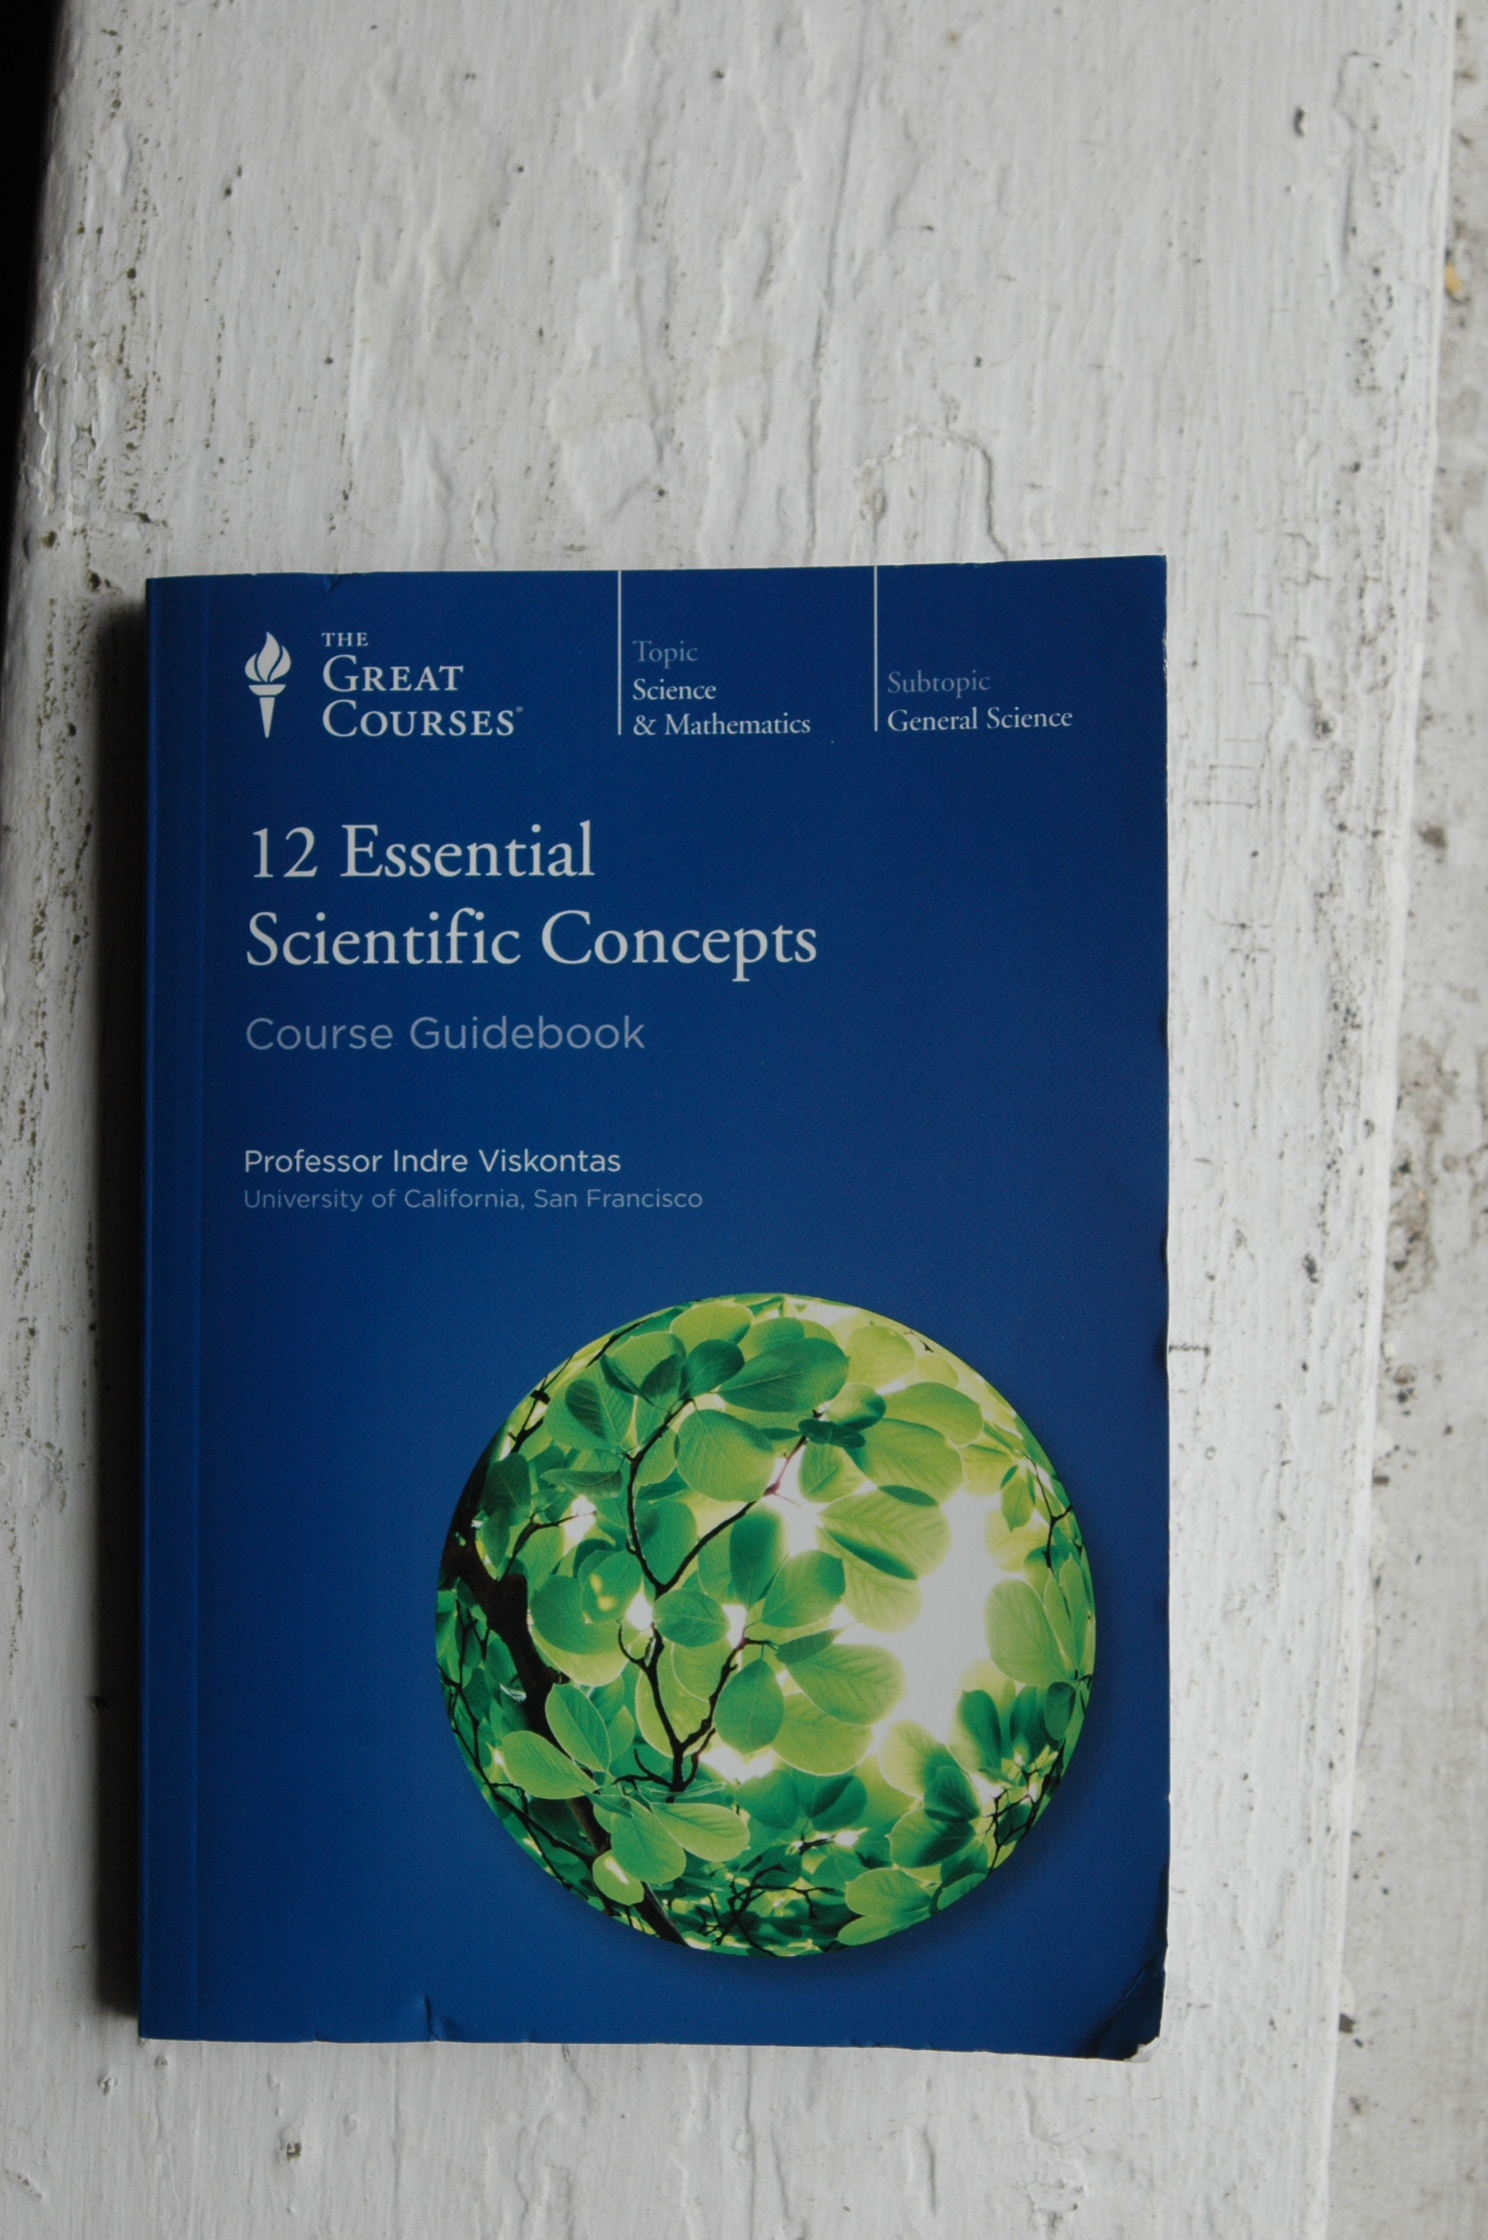 THE
GREAT
COURSES®
Topic
Science
& Mathematics
Subtopic
General Science
12 Essential
Scientific Concepts
Course Guidebook
Professor Indre Viskontas
University of California, San Francisco